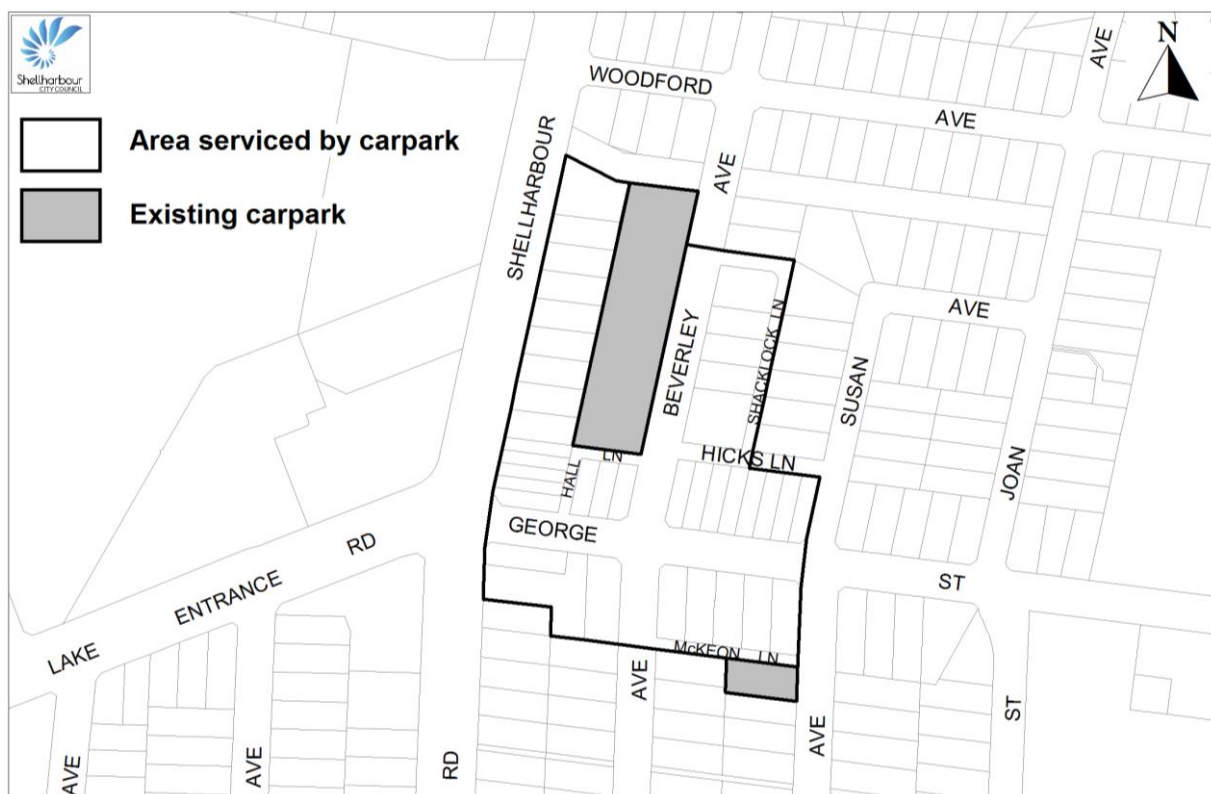 Shellharbour
CITY COUNCIL
N
Area serviced by carpark
Existing carpark
WOODFORD
AVE
AVE
SHELLHARBOUR
AVE
AVE
BEVERLEY
SHACKLOCK LN
SUSAN
HICKS LN
LN
HALL
JOAN
GEORGE
RD
ST
LAKE
ENTRANCE
McKEON LN
AVE
AVE
ST
AVE
AVE
RD